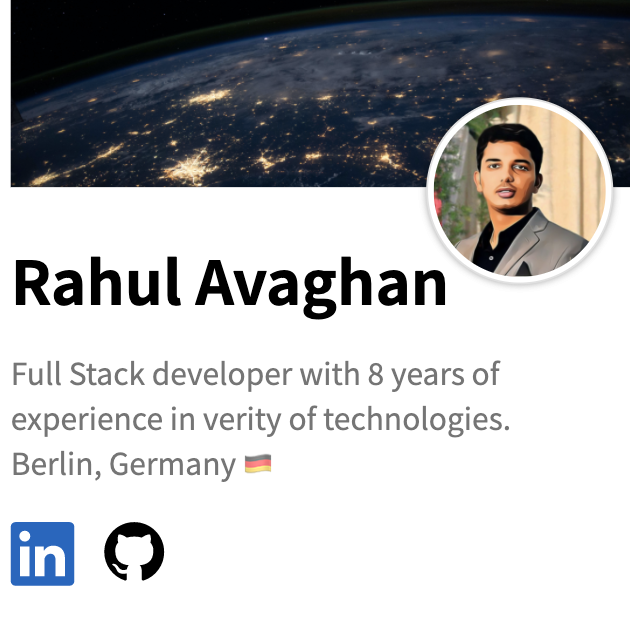 Rahul Avaghan
Full Stack developer with 8 years of
experience in verity of technologies.
Berlin, Germany 🇩🇪
in